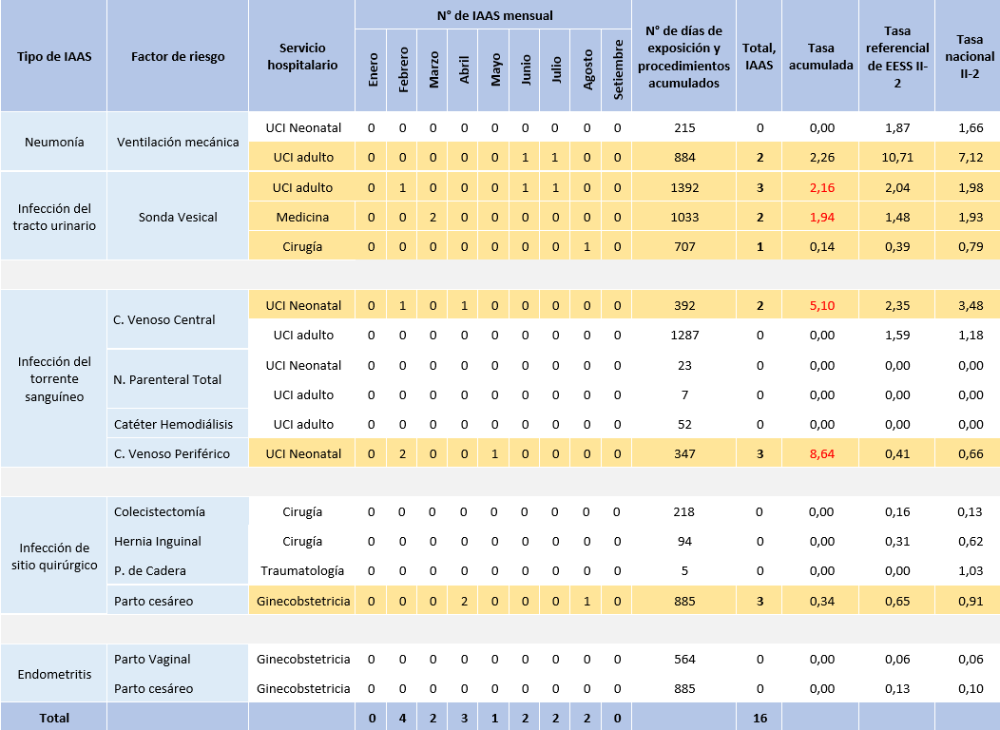 Tipo de IAAS | Factor de riesgo | Servicio hospitalario | N° de IAAS mensual | N° de días de exposición y procedimientos acumulados | Total, IAAS | Tasa acumulada | Tasa referencial de EESS II-2 | Tasa nacional II-2
Enero | Febrero | Marzo | Abril | Mayo | Junio | Julio | Agosto | Setiembre
Neumonía | Ventilación mecánica | UCI Neonatal | 0 | 0 | 0 | 0 | 0 | 0 | 0 | 0 | 0 | 215 | 0 | 0,00 | 1,87 | 1,66
UCI adulto | 0 | 0 | 0 | 0 | 0 | 1 | 1 | 0 | 0 | 884 | 2 | 2,26 | 10,71 | 7,12
Infección del tracto urinario | Sonda Vesical | UCI adulto | 0 | 1 | 0 | 0 | 0 | 1 | 1 | 0 | 0 | 1392 | 3 | 2,16 | 2,04 | 1,98
Medicina | 0 | 0 | 2 | 0 | 0 | 0 | 0 | 0 | 0 | 1033 | 2 | 1,94 | 1,48 | 1,93
Cirugía | 0 | 0 | 0 | 0 | 0 | 0 | 0 | 1 | 0 | 707 | 1 | 0,14 | 0,39 | 0,79
Infección del torrente sanguíneo | C. Venoso Central | UCI Neonatal | 0 | 1 | 0 | 1 | 0 | 0 | 0 | 0 | 0 | 392 | 2 | 5,10 | 2,35 | 3,48
UCI adulto | 0 | 0 | 0 | 0 | 0 | 0 | 0 | 0 | 0 | 1287 | 0 | 0,00 | 1,59 | 1,18
N. Parenteral Total | UCI Neonatal | 0 | 0 | 0 | 0 | 0 | 0 | 0 | 0 | 0 | 23 | 0 | 0,00 | 0,00 | 0,00
UCI adulto | 0 | 0 | 0 | 0 | 0 | 0 | 0 | 0 | 0 | 7 | 0 | 0,00 | 0,00 | 0,00
Catéter Hemodiálisis | UCI adulto | 0 | 0 | 0 | 0 | 0 | 0 | 0 | 0 | 0 | 52 | 0 | 0,00 | 0,00 | 0,00
C. Venoso Periférico | UCI Neonatal | 0 | 2 | 0 | 0 | 1 | 0 | 0 | 0 | 0 | 347 | 3 | 8,64 | 0,41 | 0,66
Infección de sitio quirúrgico | Colecistectomía | Cirugía | 0 | 0 | 0 | 0 | 0 | 0 | 0 | 0 | 0 | 218 | 0 | 0,00 | 0,16 | 0,13
Hernia Inguinal | Cirugía | 0 | 0 | 0 | 0 | 0 | 0 | 0 | 0 | 0 | 94 | 0 | 0,00 | 0,31 | 0,62
P. de Cadera | Traumatología | 0 | 0 | 0 | 0 | 0 | 0 | 0 | 0 | 0 | 5 | 0 | 0,00 | 0,00 | 1,03
Parto cesáreo | Ginecobstetricia | 0 | 0 | 0 | 2 | 0 | 0 | 0 | 1 | 0 | 885 | 3 | 0,34 | 0,65 | 0,91
Endometritis | Parto Vaginal | Ginecobstetricia | 0 | 0 | 0 | 0 | 0 | 0 | 0 | 0 | 0 | 564 | 0 | 0,00 | 0,06 | 0,06
Parto cesáreo | Ginecobstetricia | 0 | 0 | 0 | 0 | 0 | 0 | 0 | 0 | 0 | 885 | 0 | 0,00 | 0,13 | 0,10
Total | 0 | 4 | 2 | 3 | 1 | 2 | 2 | 2 | 0 | 16